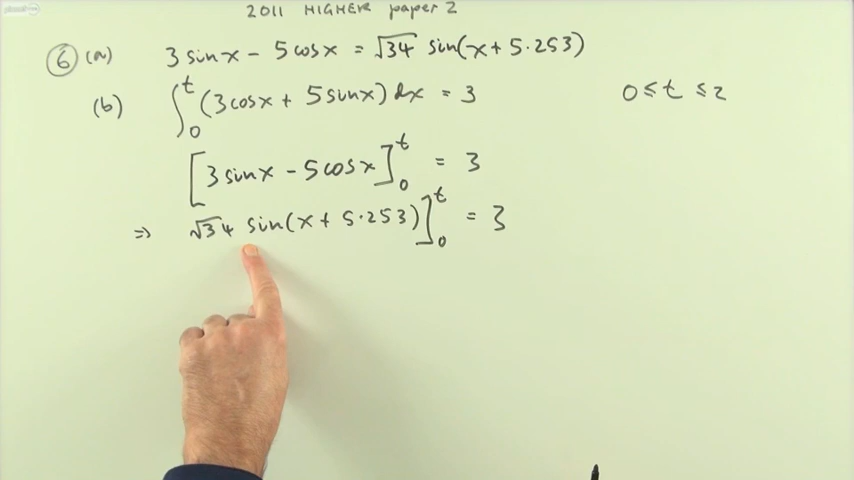 2011 HIGHER paper 2
6 (a) 3 sin x - 5 cos x = √34 sin(x + 5.253)
(b) ∫₀ᵗ (3 cos x + 5 sin x) dx = 3 0 ≤ t ≤ 2
[3 sin x - 5 cos x]₀ᵗ = 3
⇒ √34 sin(x + 5.253)]₀ᵗ = 3